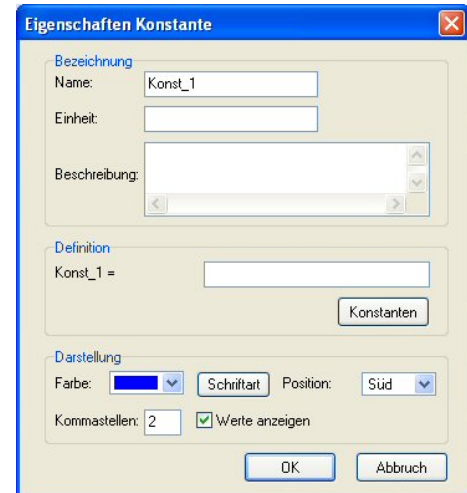 Eigenschaften Konstante
Bezeichnung
Name: Konst_1
Einheit:
Beschreibung:
Definition
Konst_1 =
Konstanten
Darstellung
Farbe: Schriftart Position: Süd
Kommastellen: 2 Werte anzeigen
OK Abbruch